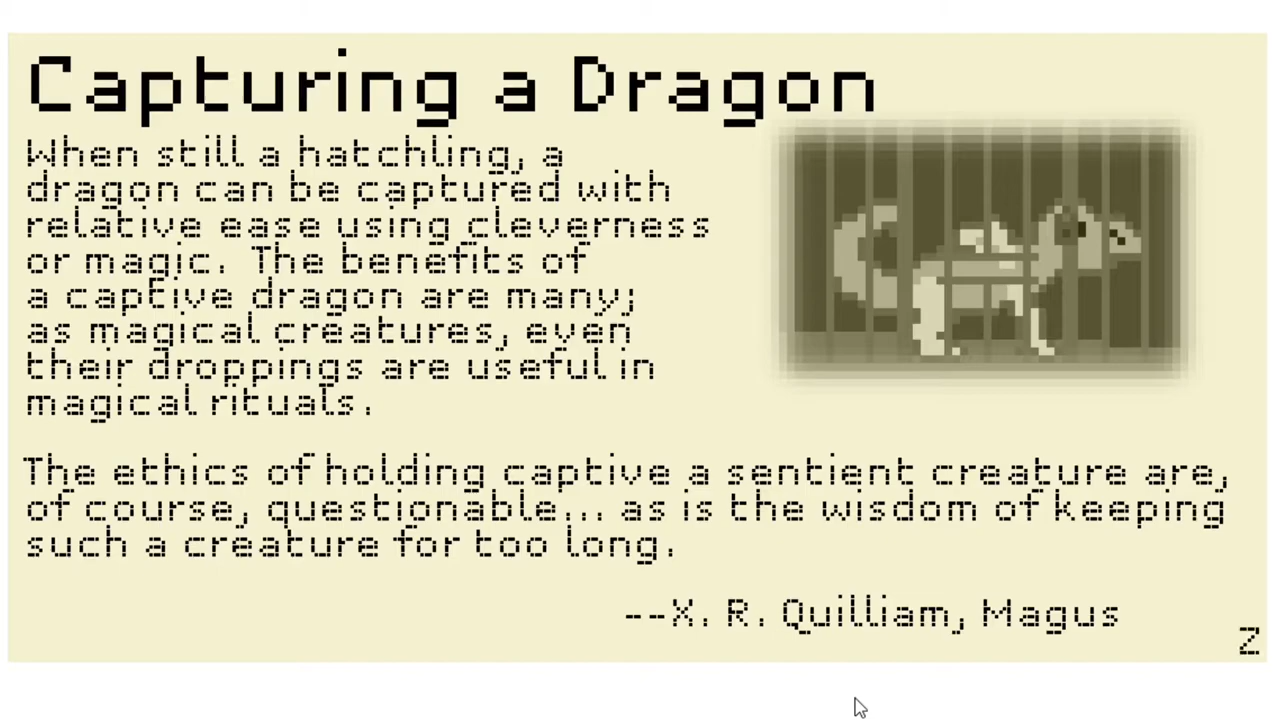 Capturing a Dragon
When still a hatchling, a
dragon can be captured with
relative ease using cleverness
or magic. The benefits of
a captive dragon are many;
as magical creatures, even
their droppings are useful in
magical rituals.
The ethics of holding captive a sentient creature are,
of course, questionable... as is the wisdom of keeping
such a creature for too long.
--X. R. Quilliam, Magus
Z